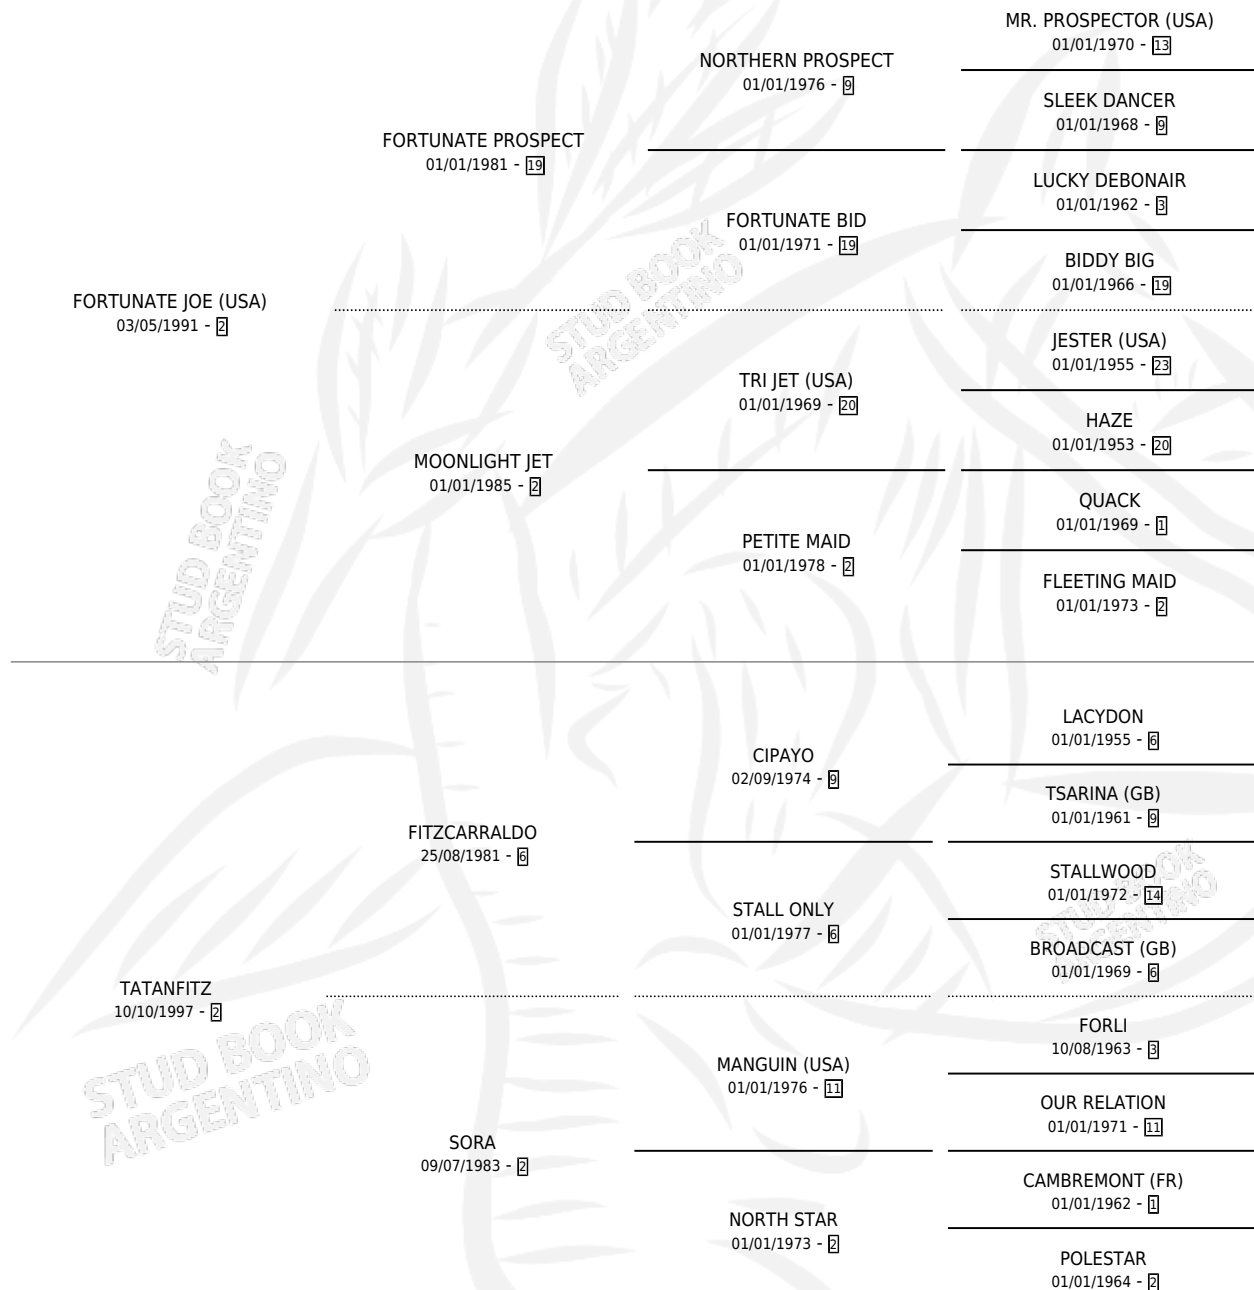 MR. PROSPECTOR (USA)
01/01/1970 - 13
NORTHERN PROSPECT
01/01/1976 - 9
SLEEK DANCER
01/01/1968 - 9
FORTUNATE PROSPECT
01/01/1981 - 19
LUCKY DEBONAIR
01/01/1962 - 3
FORTUNATE BID
01/01/1971 - 19
BIDDY BIG
01/01/1966 - 19
FORTUNATE JOE (USA)
03/05/1991 - 2
JESTER (USA)
01/01/1955 - 23
TRI JET (USA)
01/01/1969 - 20
HAZE
01/01/1953 - 20
MOONLIGHT JET
01/01/1985 - 2
QUACK
01/01/1969 - 1
PETITE MAID
01/01/1978 - 2
FLEETING MAID
01/01/1973 - 2
LACYDON
01/01/1955 - 6
CIPAYO
02/09/1974 - 9
TSARINA (GB)
01/01/1961 - 9
FITZCARRALDO
25/08/1981 - 6
STALLWOOD
01/01/1972 - 14
STALL ONLY
01/01/1977 - 6
BROADCAST (GB)
01/01/1969 - 6
TATANFITZ
10/10/1997 - 2
FORLI
10/08/1963 - 3
MANGUIN (USA)
01/01/1976 - 11
OUR RELATION
01/01/1971 - 11
SORA
09/07/1983 - 2
CAMBREMONT (FR)
01/01/1962 - 1
NORTH STAR
01/01/1973 - 2
POLESTAR
01/01/1964 - 2
STUD BOOK
ARGENTINO
STUD BOOK
ARGENTINO
STUD BOOK
ARGENTINO
STUD BOOK
ARGENTINO